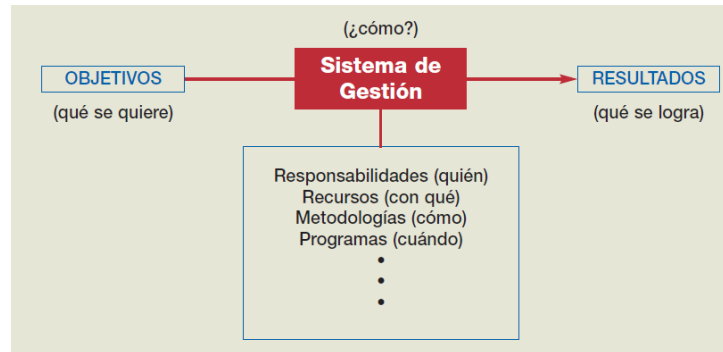 (¿cómo?)
OBJETIVOS
Sistema de
Gestión
RESULTADOS
(qué se quiere)
(qué se logra)
Responsabilidades (quién)
Recursos (con qué)
Metodologías (cómo)
Programas (cuándo)
•
•
•